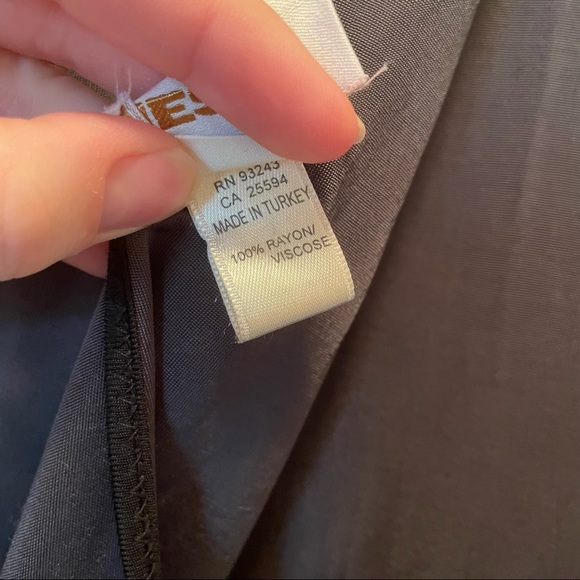 RN 93243
CA 25594
MADE IN TURKEY
100% RAYON/
VISCOSE